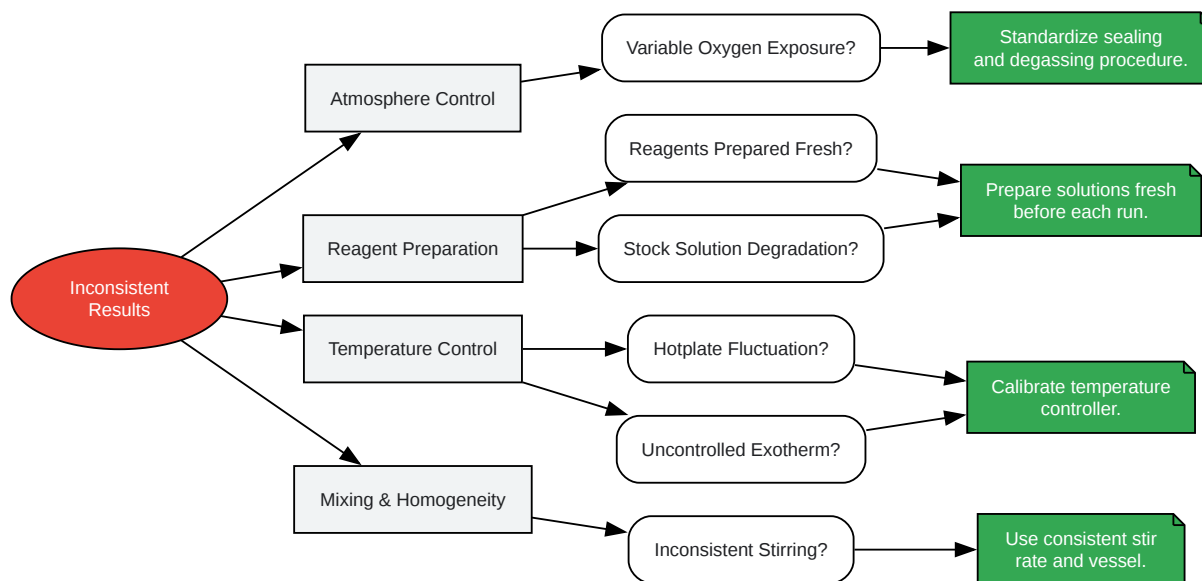 Inconsistent
Results
Atmosphere Control
Reagent Preparation
Temperature Control
Mixing & Homogeneity
Variable Oxygen Exposure?
Reagents Prepared Fresh?
Stock Solution Degradation?
Hotplate Fluctuation?
Uncontrolled Exotherm?
Inconsistent Stirring?
Standardize sealing
and degassing procedure.
Prepare solutions fresh
before each run.
Calibrate temperature
controller.
Use consistent stir
rate and vessel.